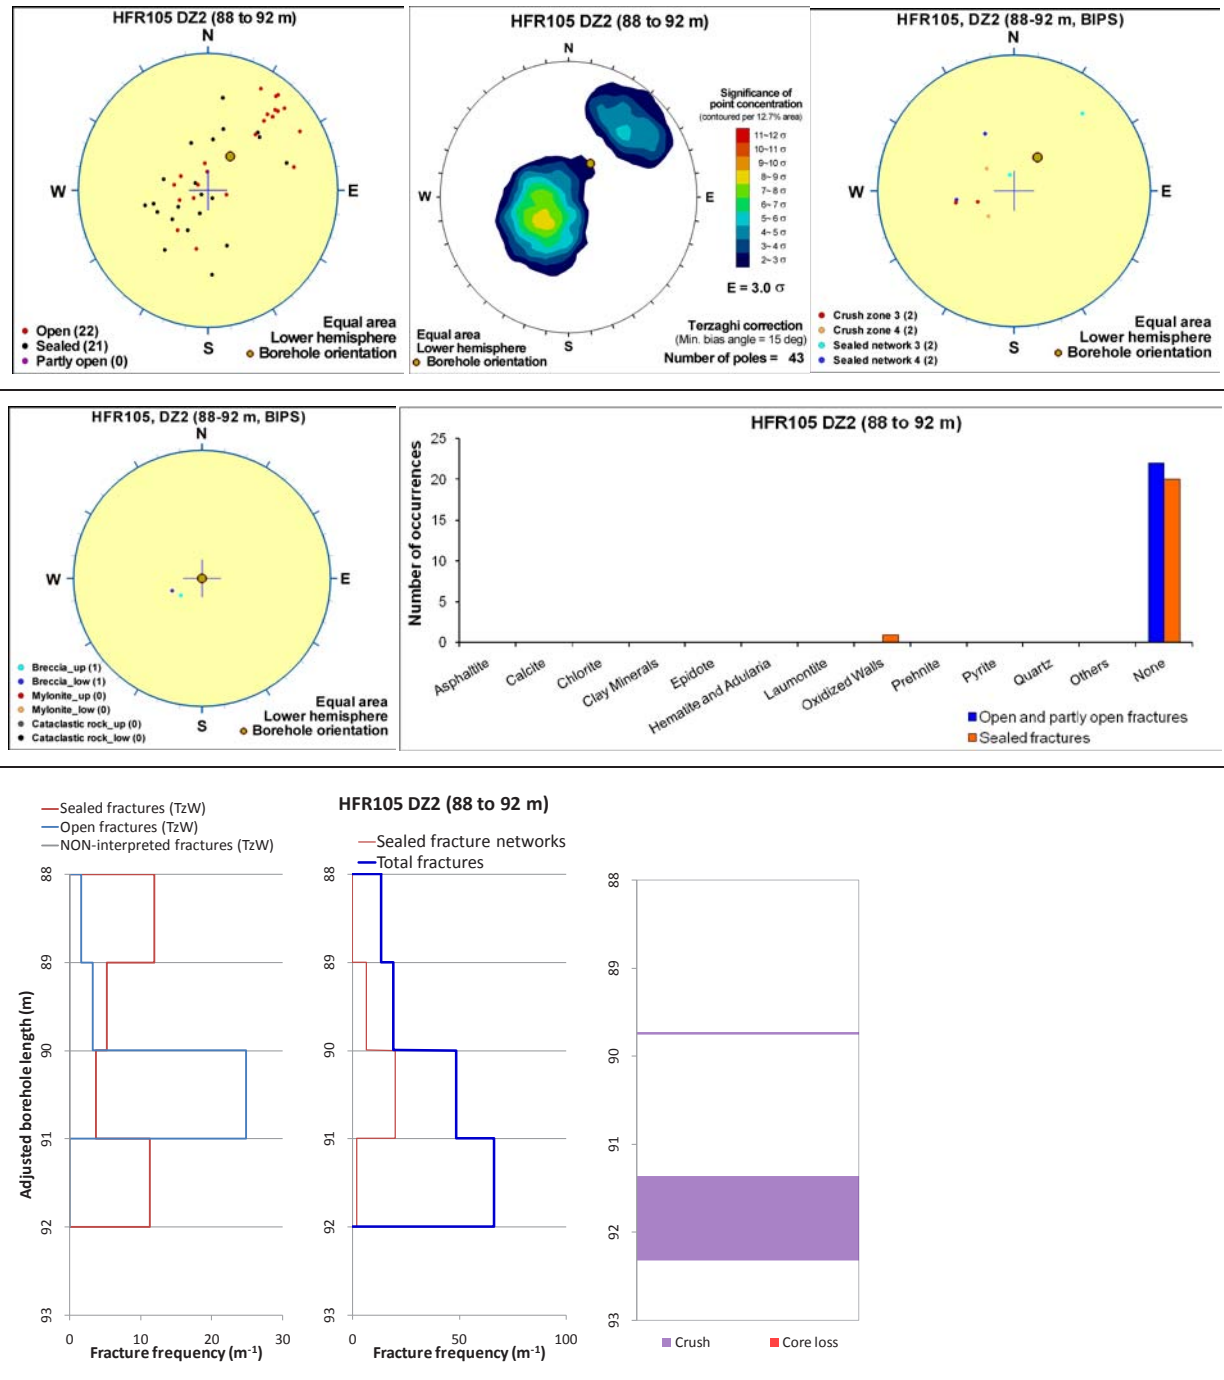 HFR105 DZ2 (88 to 92 m)
N
W
E
S
Open (22)
Sealed (21)
Partly open (0)
Equal area
Lower hemisphere
Borehole orientation
HFR105 DZ2 (88 to 92 m)
N
E
S
Significance of
point concentration
(contoured per 12.7% area)
11~12 σ
10~11 σ
9~10 σ
8~9 σ
7~8 σ
6~7 σ
5~6 σ
4~5 σ
3~4 σ
2~3 σ
E = 3.0 σ
Equal area
Lower hemisphere
Borehole orientation
Terzaghi correction
(Min. bias angle = 15 deg)
Number of poles = 43
HFR105, DZ2 (88-92 m, BIPS)
N
W
E
S
Crush zone 3 (2)
Crush zone 4 (2)
Sealed network 3 (2)
Sealed network 4 (2)
Equal area
Lower hemisphere
Borehole orientation
HFR105, DZ2 (88-92 m, BIPS)
N
W
E
S
Breccia_up (1)
Breccia_low (1)
Mylonite_up (0)
Mylonite_low (0)
Cataclastic rock_up (0)
Cataclastic rock_low (0)
Equal area
Lower hemisphere
Borehole orientation
HFR105 DZ2 (88 to 92 m)
Number of occurrences
25
20
15
10
5
0
Asphaltite
Calcite
Chlorite
Clay Minerals
Epidote
Hematite and Adularia
Laumontite
Oxidized Walls
Prehnite
Pyrite
Quartz
Others
None
Open and partly open fractures
Sealed fractures
HFR105 DZ2 (88 to 92 m)
Sealed fractures (TzW)
Open fractures (TzW)
NON-interpreted fractures (TzW)
Adjusted borehole length (m)
88
89
90
91
92
93
0 10 20 30
Fracture frequency (m⁻¹)
Sealed fracture networks
Total fractures
88
89
90
91
92
93
0 50 100
Fracture frequency (m⁻¹)
88
89
90
91
92
93
Crush
Core loss